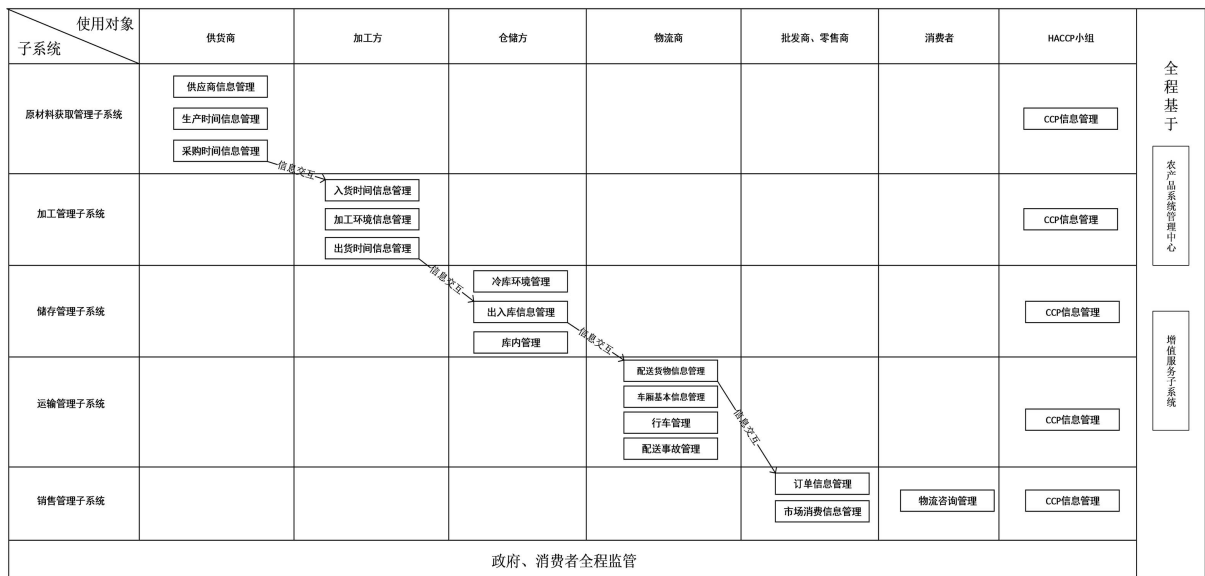 使用对象
子系统
供货商
加工方
仓储方
物流商
批发商、零售商
消费者
HACCP小组
全程基于
农产品系统管理中心
增值服务子系统
原材料获取管理子系统
供应商信息管理
生产时间信息管理
采购时间信息管理
CCP信息管理
信息交互
加工管理子系统
入货时间信息管理
加工环境信息管理
出货时间信息管理
CCP信息管理
信息交互
储存管理子系统
冷库环境管理
出入库信息管理
库内管理
CCP信息管理
信息交互
运输管理子系统
配送货物信息管理
车厢基本信息管理
行车管理
配送事故管理
CCP信息管理
信息交互
销售管理子系统
订单信息管理
市场消费信息管理
物流咨询管理
CCP信息管理
政府、消费者全程监管